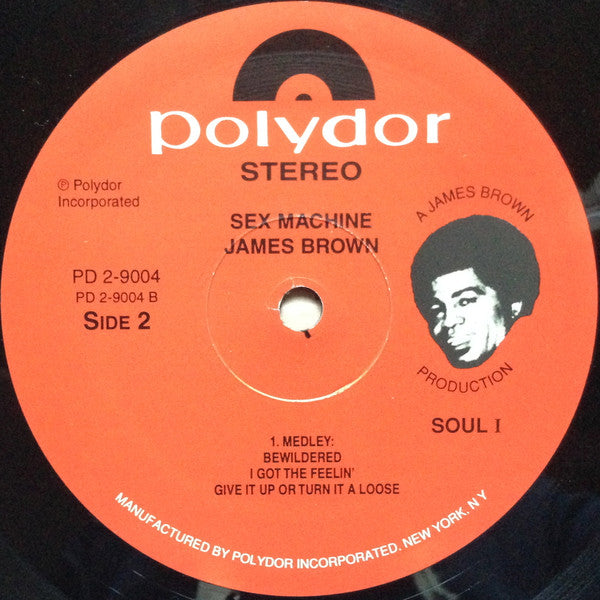 polydor
STEREO
℗ Polydor
Incorporated
SEX MACHINE
JAMES BROWN
PD 2-9004
PD 2-9004 B
SIDE 2
A JAMES BROWN
PRODUCTION
SOUL I
1. MEDLEY:
BEWILDERED
I GOT THE FEELIN'
GIVE IT UP OR TURN IT A LOOSE
MANUFACTURED BY POLYDOR INCORPORATED. NEW YORK. N Y